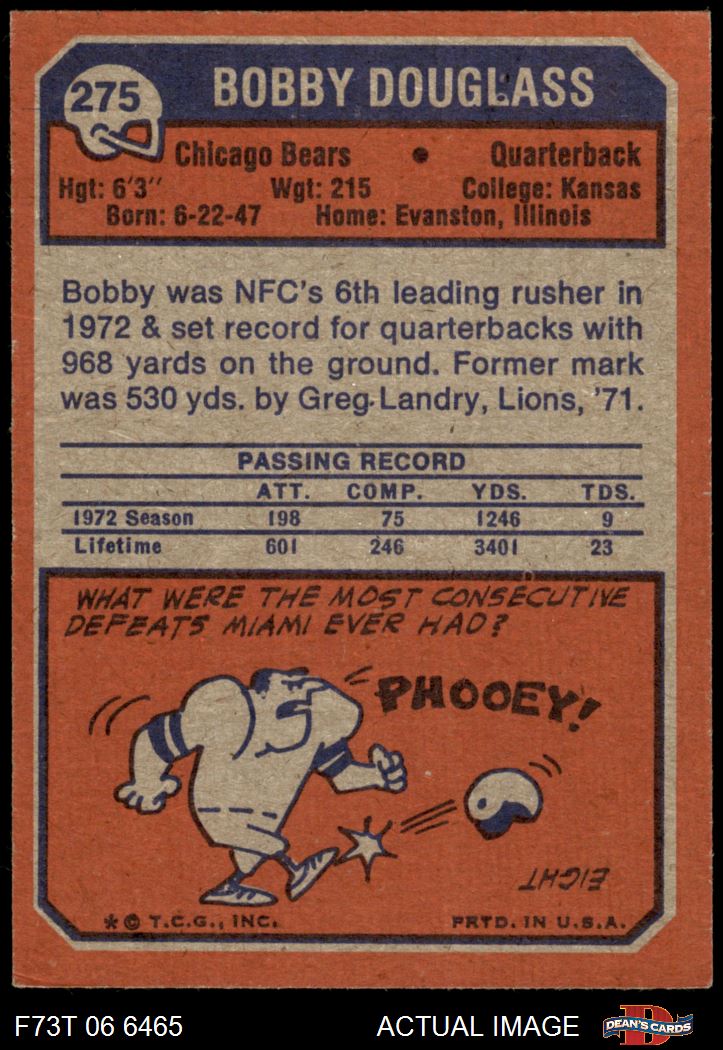 275
BOBBY DOUGLASS
Chicago Bears • Quarterback
Hgt: 6'3" Wgt: 215 College: Kansas
Born: 6-22-47 Home: Evanston, Illinois
Bobby was NFC's 6th leading rusher in
1972 & set record for quarterbacks with
968 yards on the ground. Former mark
was 530 yds. by Greg Landry, Lions, '71.
PASSING RECORD
ATT. COMP. YDS. TDS.
1972 Season 198 75 1246 9
Lifetime 601 246 3401 23
WHAT WERE THE MOST CONSECUTIVE
DEFEATS MIAMI EVER HAD?
PHOOEY!
EIGHT
* © T.C.G., INC. PRTD. IN U.S.A.
F73T 06 6465 ACTUAL IMAGE D DEAN'S CARDS